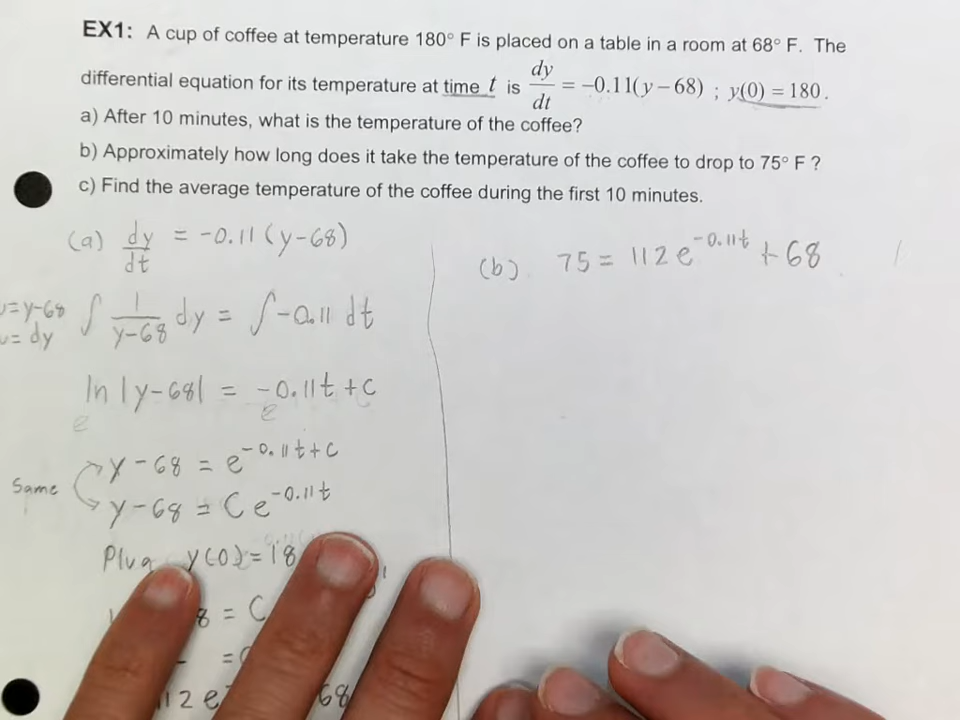 EX1: A cup of coffee at temperature 180° F is placed on a table in a room at 68° F. The
differential equation for its temperature at time t is dy/dt = -0.11(y-68) ; y(0) = 180.
a) After 10 minutes, what is the temperature of the coffee?
b) Approximately how long does it take the temperature of the coffee to drop to 75° F ?
c) Find the average temperature of the coffee during the first 10 minutes.
(a) dy/dt = -0.11 (y-68)
=y-68
= dy
∫ 1/(y-68) dy = ∫ -0.11 dt
ln |y-68| = -0.11t + c
e e
Same
y - 68 = e^(-0.11t+c)
y - 68 = Ce^(-0.11t)
Plug y(0) = 18
8 = C
=
12e 68
(b) 75 = 112e^(-0.11t) + 68